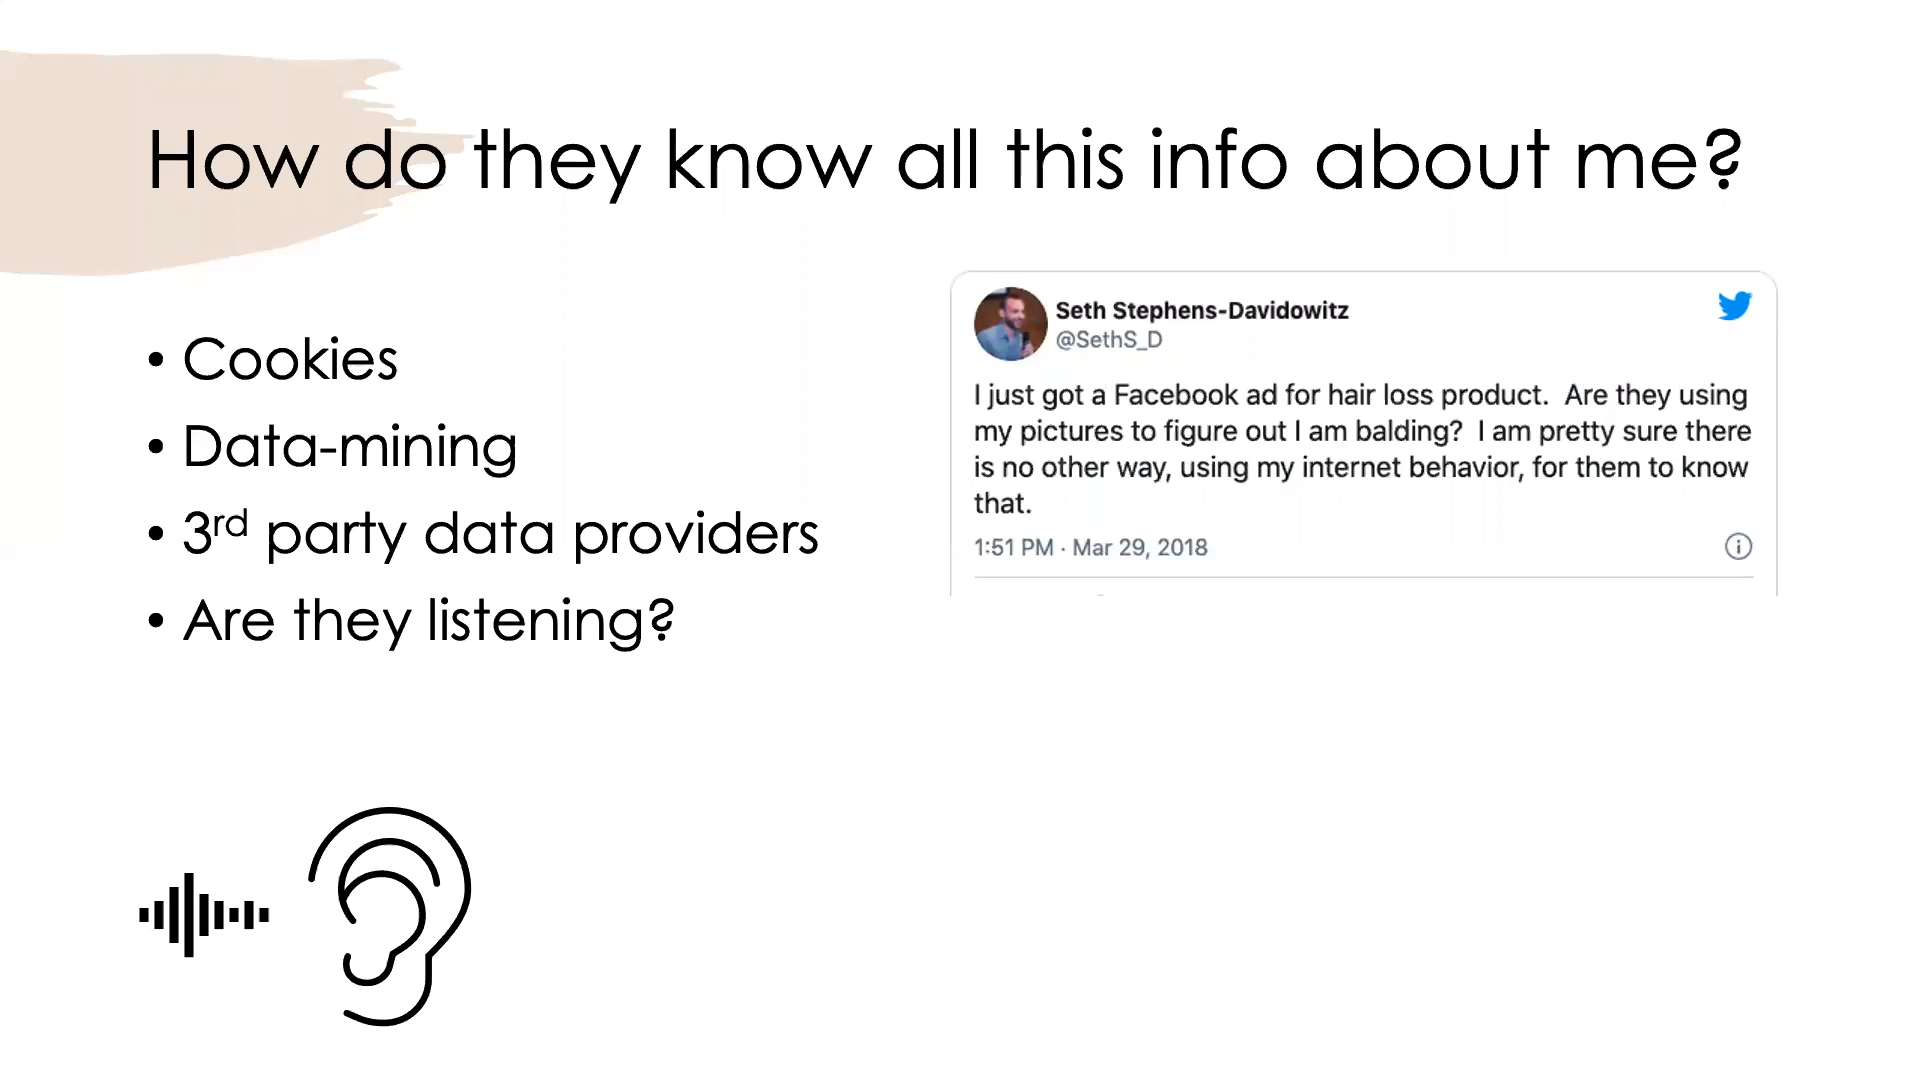 How do they know all this info about me?
• Cookies
• Data-mining
• 3rd party data providers
• Are they listening?
Seth Stephens-Davidowitz
@SethS_D
I just got a Facebook ad for hair loss product.  Are they using
my pictures to figure out I am balding?  I am pretty sure there
is no other way, using my internet behavior, for them to know
that.
1:51 PM · Mar 29, 2018